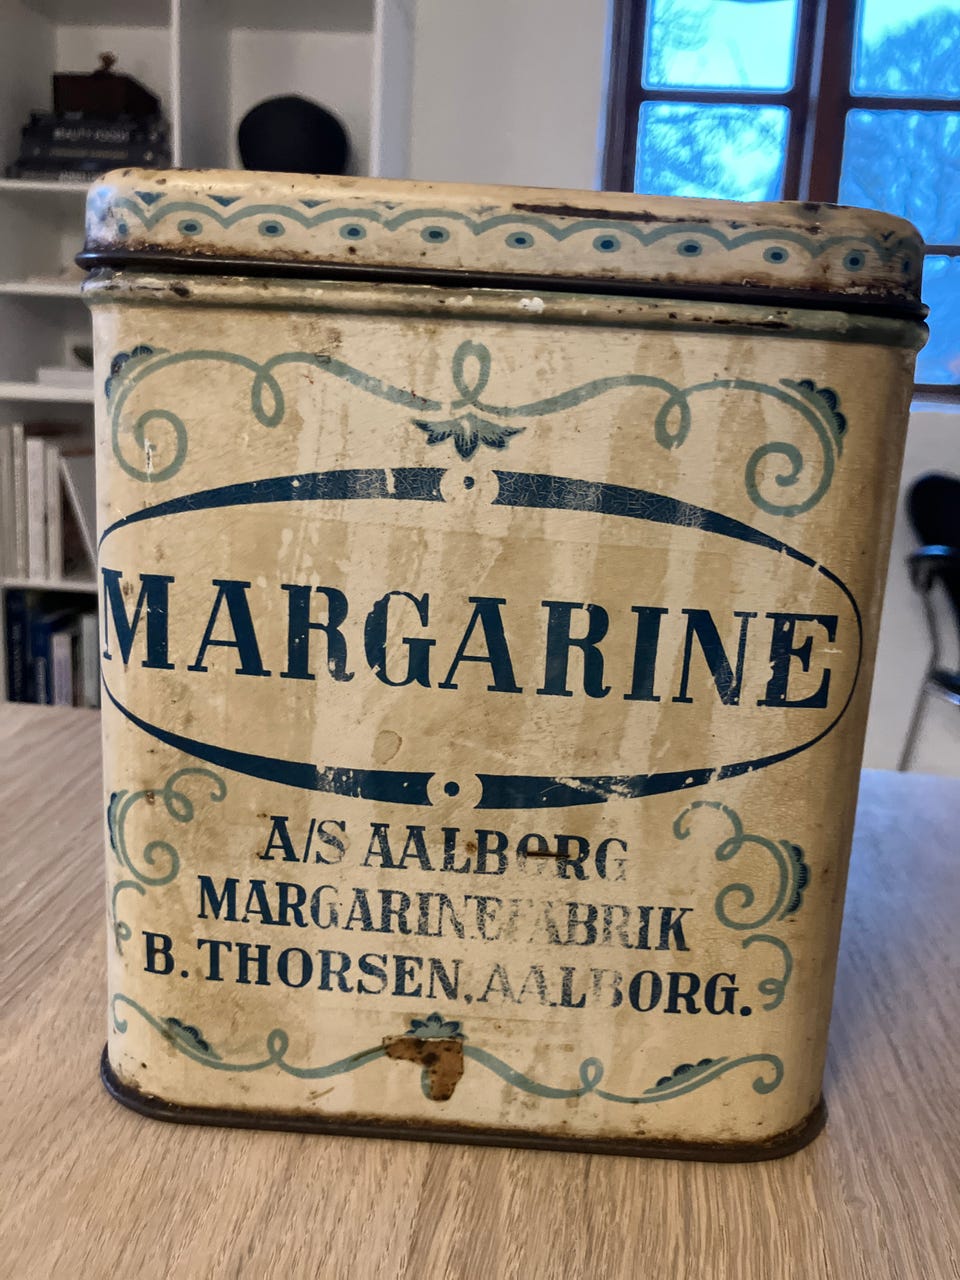 MARGARINE
A/S AALBORG
MARGARINEFABRIK
B. THORSEN, AALBORG.